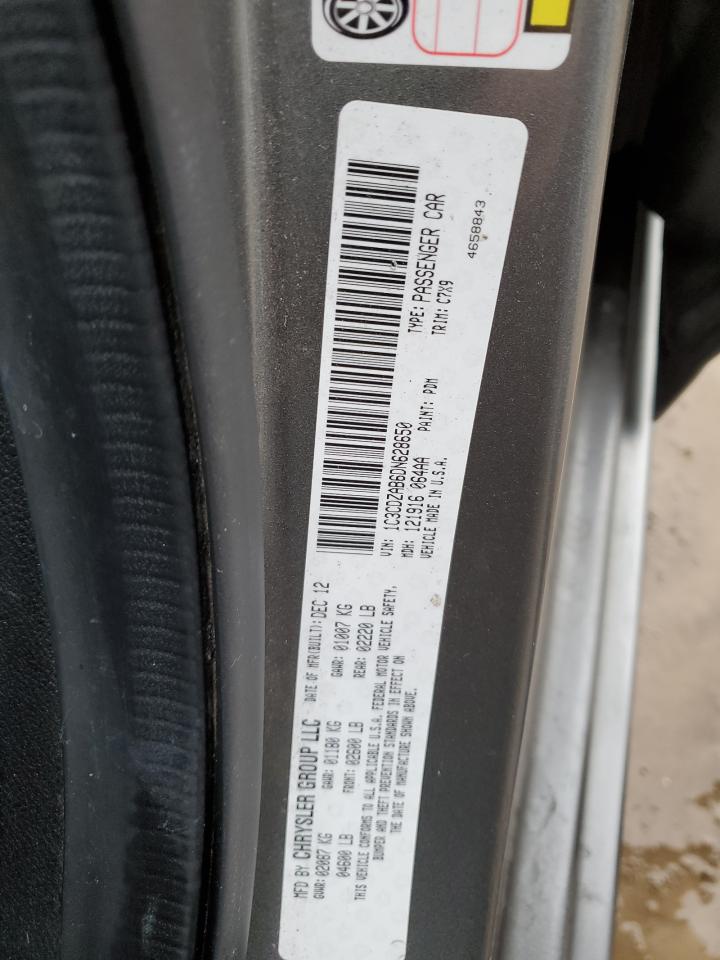 MFD BY CHRYSLER GROUP LLC DATE OF MFR(BUILT): DEC 12
GVWR: 02087 KG GAWR: 01180 KG GAWR: 01007 KG
04600 LB FRONT: 02600 LB REAR: 02220 LB
THIS VEHICLE CONFORMS TO ALL APPLICABLE U.S.A. FEDERAL MOTOR VEHICLE SAFETY,
BUMPER AND THEFT PREVENTION STANDARDS IN EFFECT ON
THE DATE OF MANUFACTURE SHOWN ABOVE.
VIN: 1C3CDZAB6DN628650 TYPE: PASSENGER CAR
MDH: 121916 064AA PAINT: PDM TRIM: C7X9
VEHICLE MADE IN U.S.A.
4658843